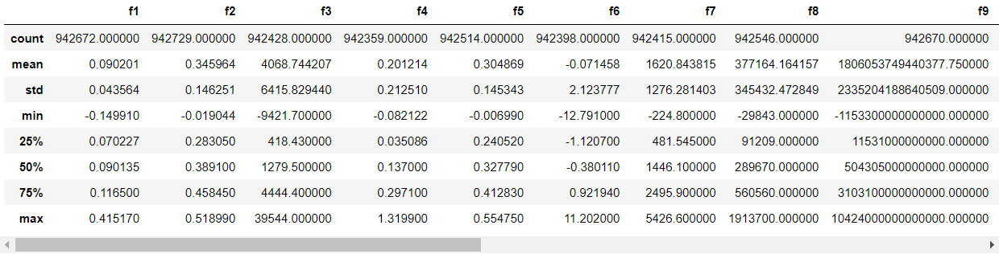 f1 f2 f3 f4 f5 f6 f7 f8 f9
count 942672.000000 942729.000000 942428.000000 942359.000000 942514.000000 942398.000000 942415.000000 942546.000000 942670.000000
mean 0.090201 0.345964 4068.744207 0.201214 0.304869 -0.071458 1620.843815 377164.164157 1806053749440377.750000
std 0.043564 0.146251 6415.829440 0.212510 0.145343 2.123777 1276.281403 345432.472849 2335204188640509.000000
min -0.149910 -0.019044 -9421.700000 -0.082122 -0.006990 -12.791000 -224.800000 -29843.000000 -1153300000000000.000000
25% 0.070227 0.283050 418.430000 0.035086 0.240520 -1.120700 481.545000 91209.000000 11531000000000.000000
50% 0.090135 0.389100 1279.500000 0.137000 0.327790 -0.380110 1446.100000 289670.000000 504305000000000.000000
75% 0.116500 0.458450 4444.400000 0.297100 0.412830 0.921940 2495.900000 560560.000000 3103100000000000.000000
max 0.415170 0.518990 39544.000000 1.319900 0.554750 11.202000 5426.600000 1913700.000000 10424000000000000.000000